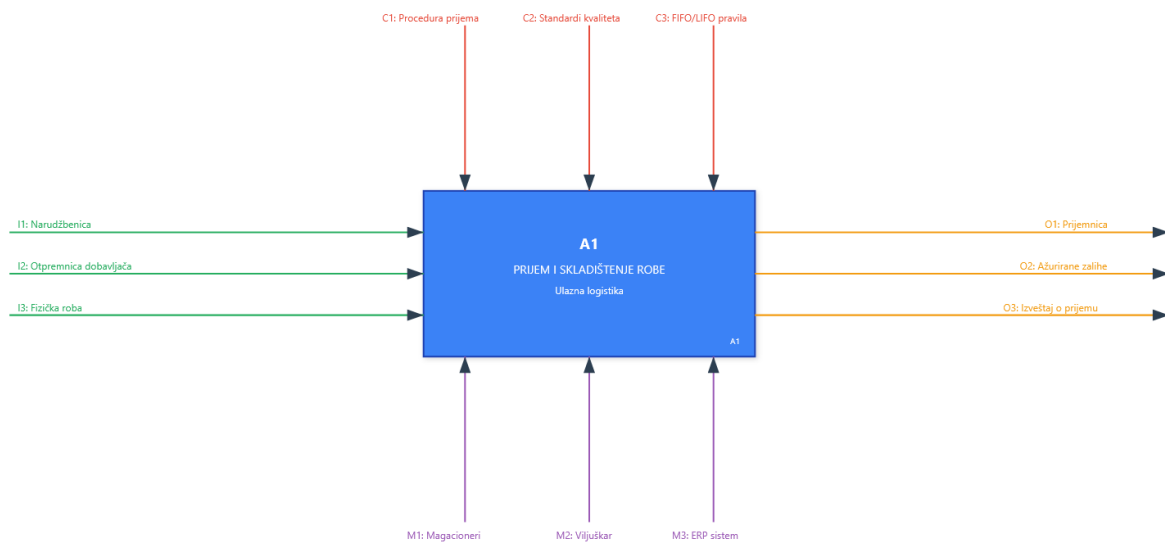 C1: Procedura prijema
C2: Standardi kvaliteta
C3: FIFO/LIFO pravila
I1: Narudžbenica
I2: Otpremnica dobavljača
I3: Fizička roba
A1
PRIJEM I SKLADIŠTENJE ROBE
Ulazna logistika
A1
O1: Prijemnica
O2: Ažurirane zalihe
O3: Izveštaj o prijemu
M1: Magacioneri
M2: Viljuškar
M3: ERP sistem